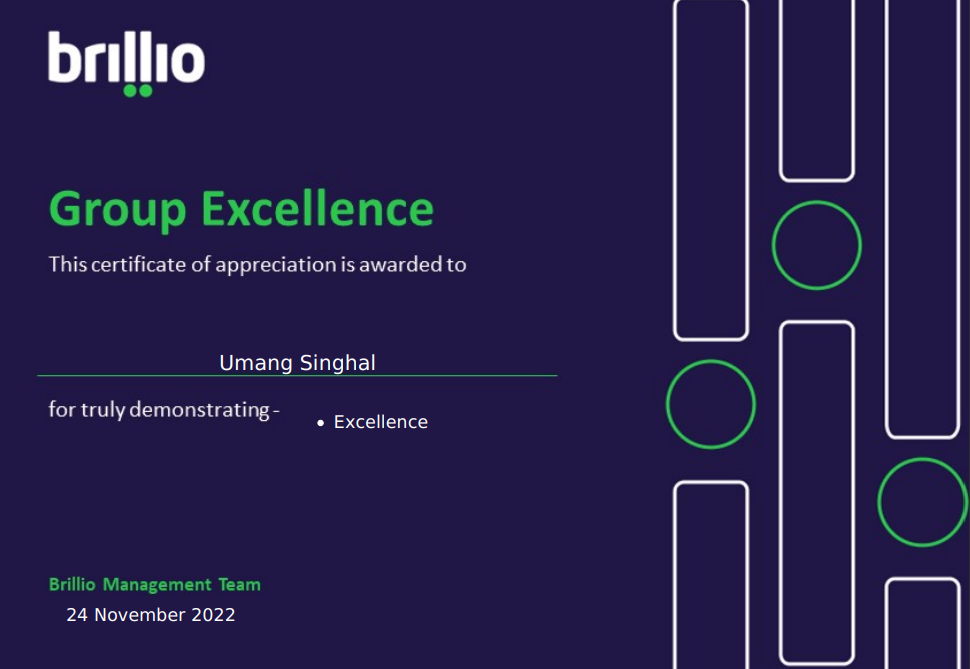 brillio
Group Excellence
This certificate of appreciation is awarded to
Umang Singhal
for truly demonstrating -
• Excellence
Brillio Management Team
24 November 2022